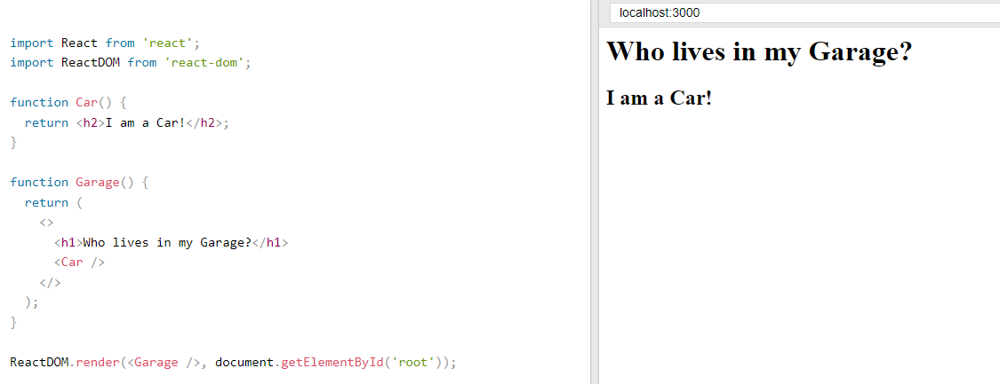 import React from 'react';
import ReactDOM from 'react-dom';
function Car() {
  return <h2>I am a Car!</h2>;
}
function Garage() {
  return (
    <>
      <h1>Who lives in my Garage?</h1>
      <Car />
    </>
  );
}
ReactDOM.render(<Garage />, document.getElementById('root'));
localhost:3000
Who lives in my Garage?
I am a Car!